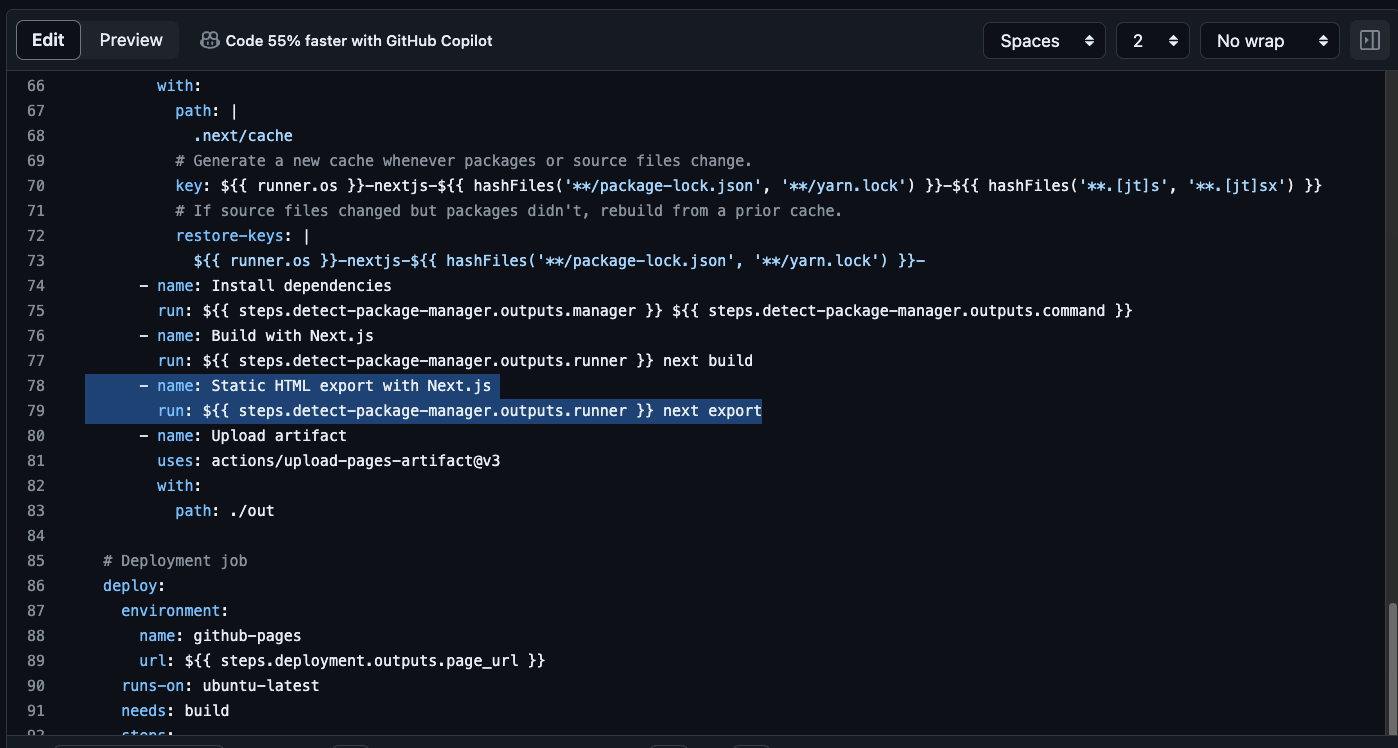 Edit Preview Code 55% faster with GitHub Copilot Spaces 2 No wrap
66 with:
67 path: |
68 .next/cache
69 # Generate a new cache whenever packages or source files change.
70 key: ${{ runner.os }}-nextjs-${{ hashFiles('**/package-lock.json', '**/yarn.lock') }}-${{ hashFiles('**.[jt]s', '**.[jt]sx') }}
71 # If source files changed but packages didn't, rebuild from a prior cache.
72 restore-keys: |
73 ${{ runner.os }}-nextjs-${{ hashFiles('**/package-lock.json', '**/yarn.lock') }}-
74 - name: Install dependencies
75 run: ${{ steps.detect-package-manager.outputs.manager }} ${{ steps.detect-package-manager.outputs.command }}
76 - name: Build with Next.js
77 run: ${{ steps.detect-package-manager.outputs.runner }} next build
78 - name: Static HTML export with Next.js
79 run: ${{ steps.detect-package-manager.outputs.runner }} next export
80 - name: Upload artifact
81 uses: actions/upload-pages-artifact@v3
82 with:
83 path: ./out
84
85 # Deployment job
86 deploy:
87 environment:
88 name: github-pages
89 url: ${{ steps.deployment.outputs.page_url }}
90 runs-on: ubuntu-latest
91 needs: build
92 steps: